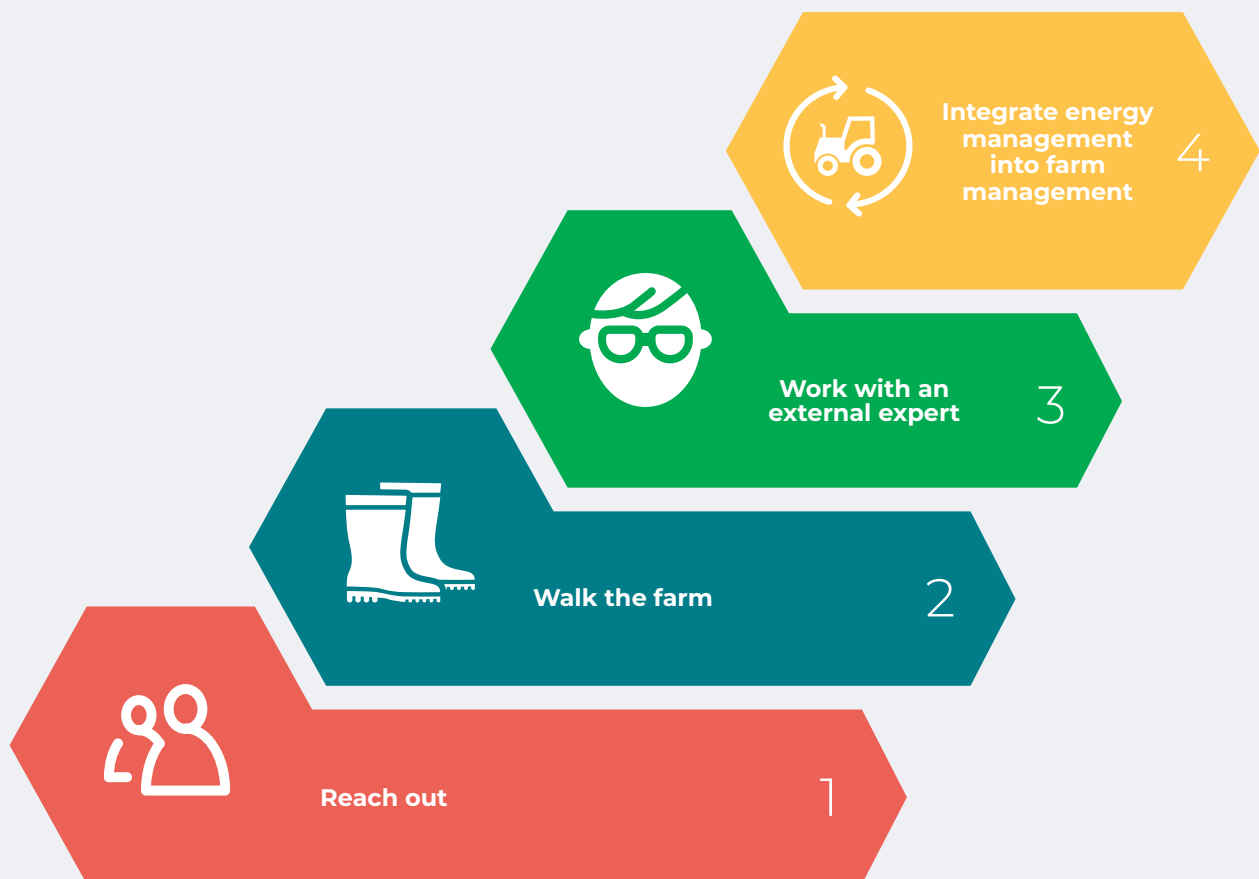 Integrate energy
management
into farm
management
4
Work with an
external expert
3
Walk the farm
2
Reach out
1